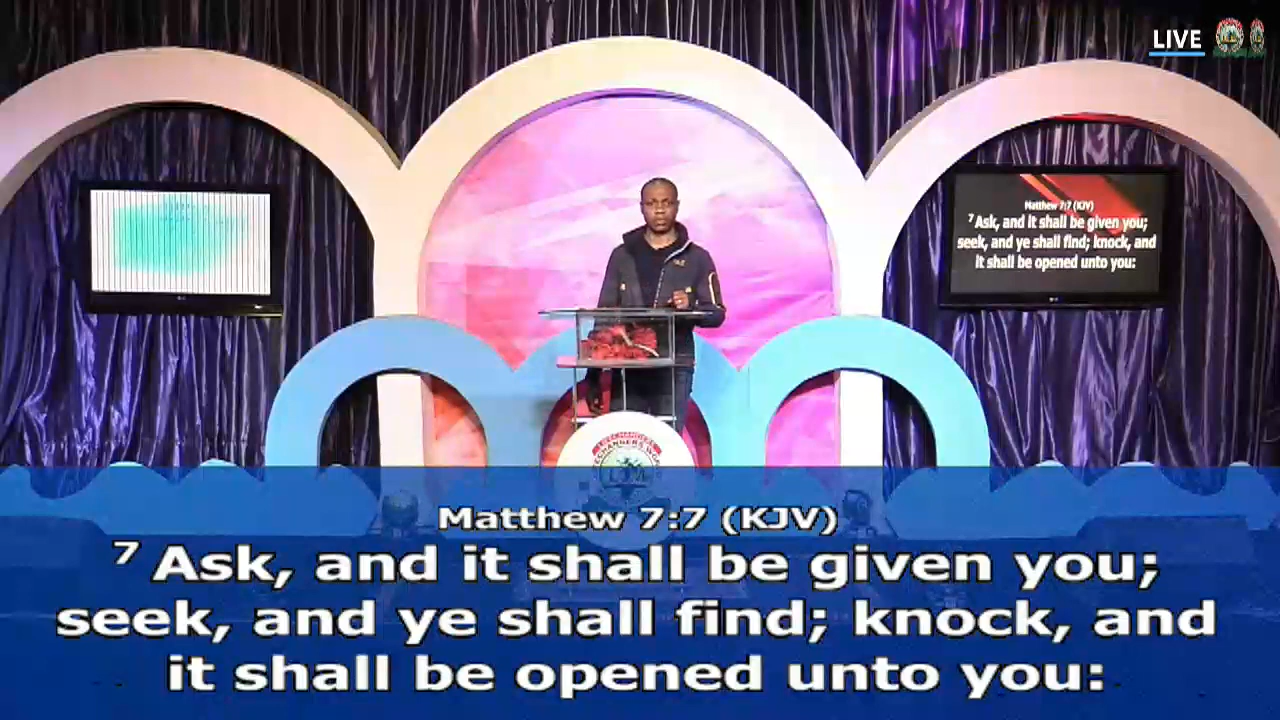 LIVE
Matthew 7:7 (KJV)
7 Ask, and it shall be given you;
seek, and ye shall find; knock, and
it shall be opened unto you:
Matthew 7:7 (KJV)
7 Ask, and it shall be given you;
seek, and ye shall find; knock, and
it shall be opened unto you: